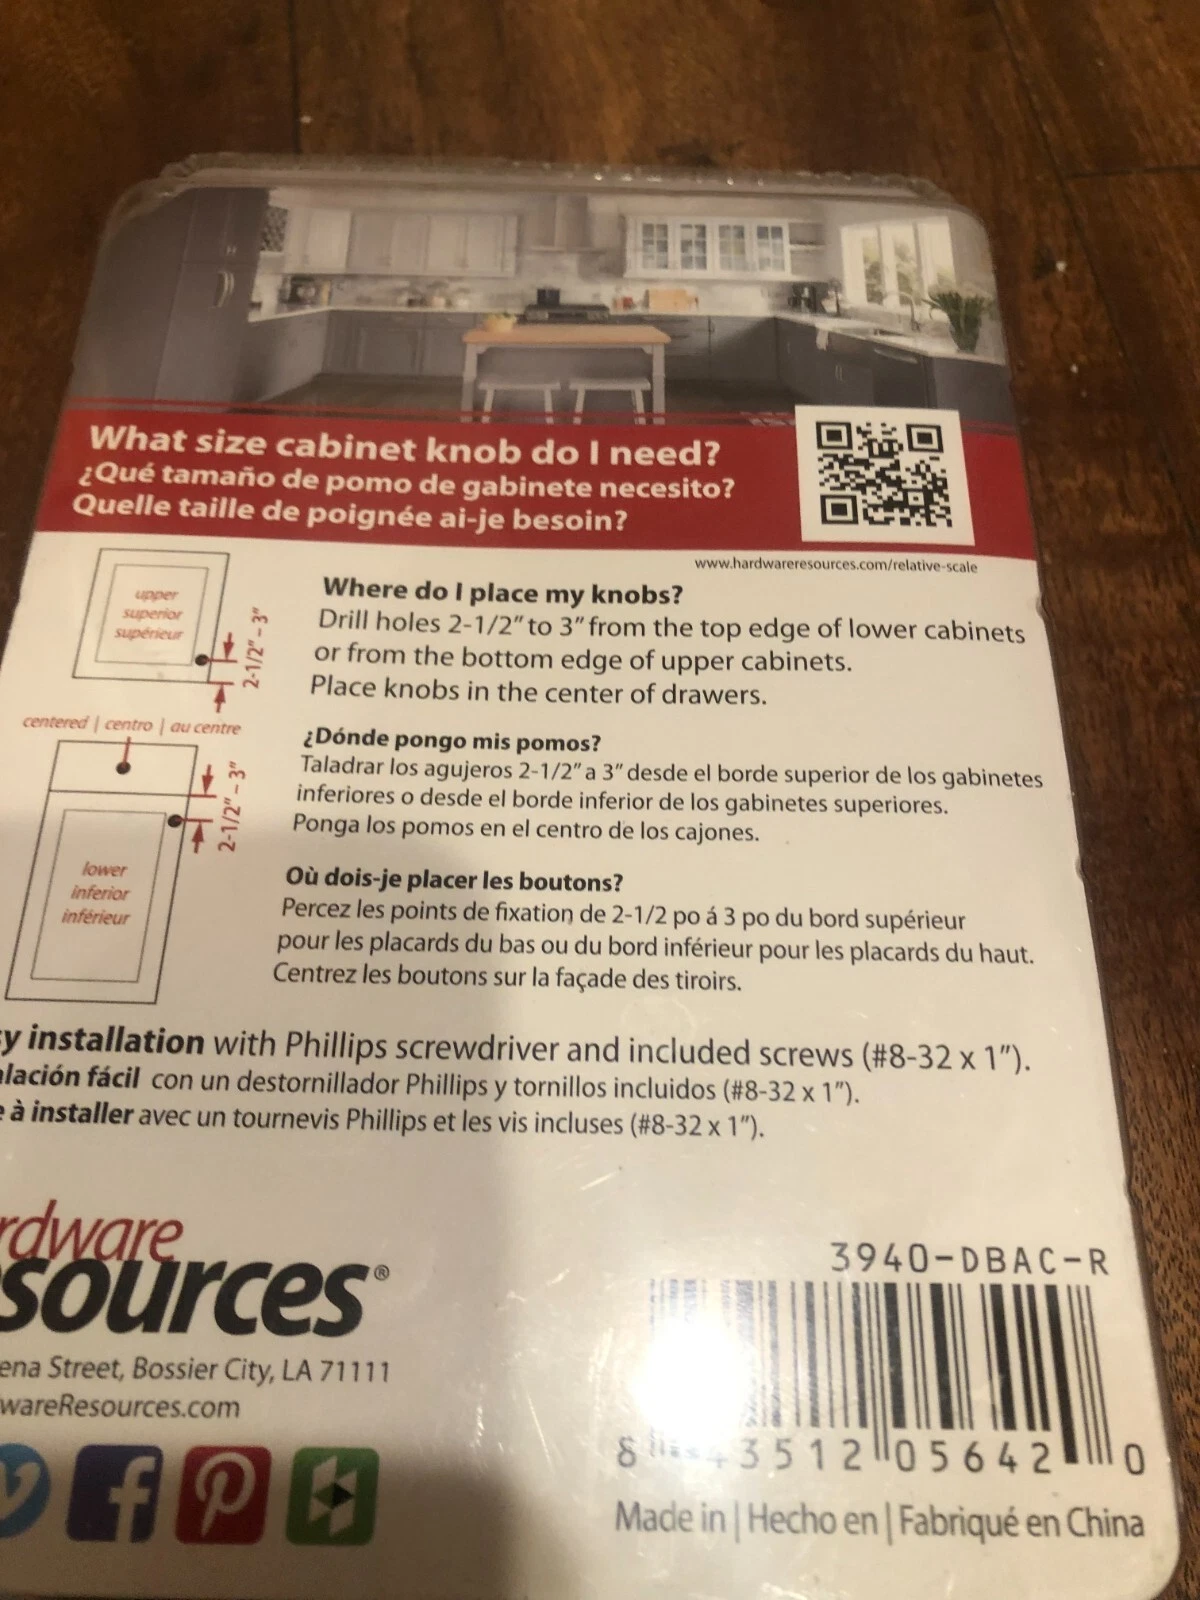 What size cabinet knob do I need?
¿Qué tamaño de pomo de gabinete necesito?
Quelle taille de poignée ai-je besoin?
www.hardwareresources.com/relative-scale
upper
superior
supérieur
2-1/2" – 3"
centered | centro | au centre
2-1/2" – 3"
lower
inferior
inférieur
Where do I place my knobs?
Drill holes 2-1/2" to 3" from the top edge of lower cabinets
or from the bottom edge of upper cabinets.
Place knobs in the center of drawers.
¿Dónde pongo mis pomos?
Taladrar los agujeros 2-1/2" a 3" desde el borde superior de los gabinetes
inferiores o desde el borde inferior de los gabinetes superiores.
Ponga los pomos en el centro de los cajones.
Où dois-je placer les boutons?
Percez les points de fixation de 2-1/2 po á 3 po du bord supérieur
pour les placards du bas ou du bord inférieur pour les placards du haut.
Centrez les boutons sur la façade des tiroirs.
sy installation with Phillips screwdriver and included screws (#8-32 x 1").
alación fácil con un destornillador Phillips y tornillos incluidos (#8-32 x 1").
e à installer avec un tournevis Phillips et les vis incluses (#8-32 x 1").
rdware
sources®
ena Street, Bossier City, LA 71111
wareResources.com
3940-DBAC-R
8 43512 05642 0
Made in | Hecho en | Fabriqué en China